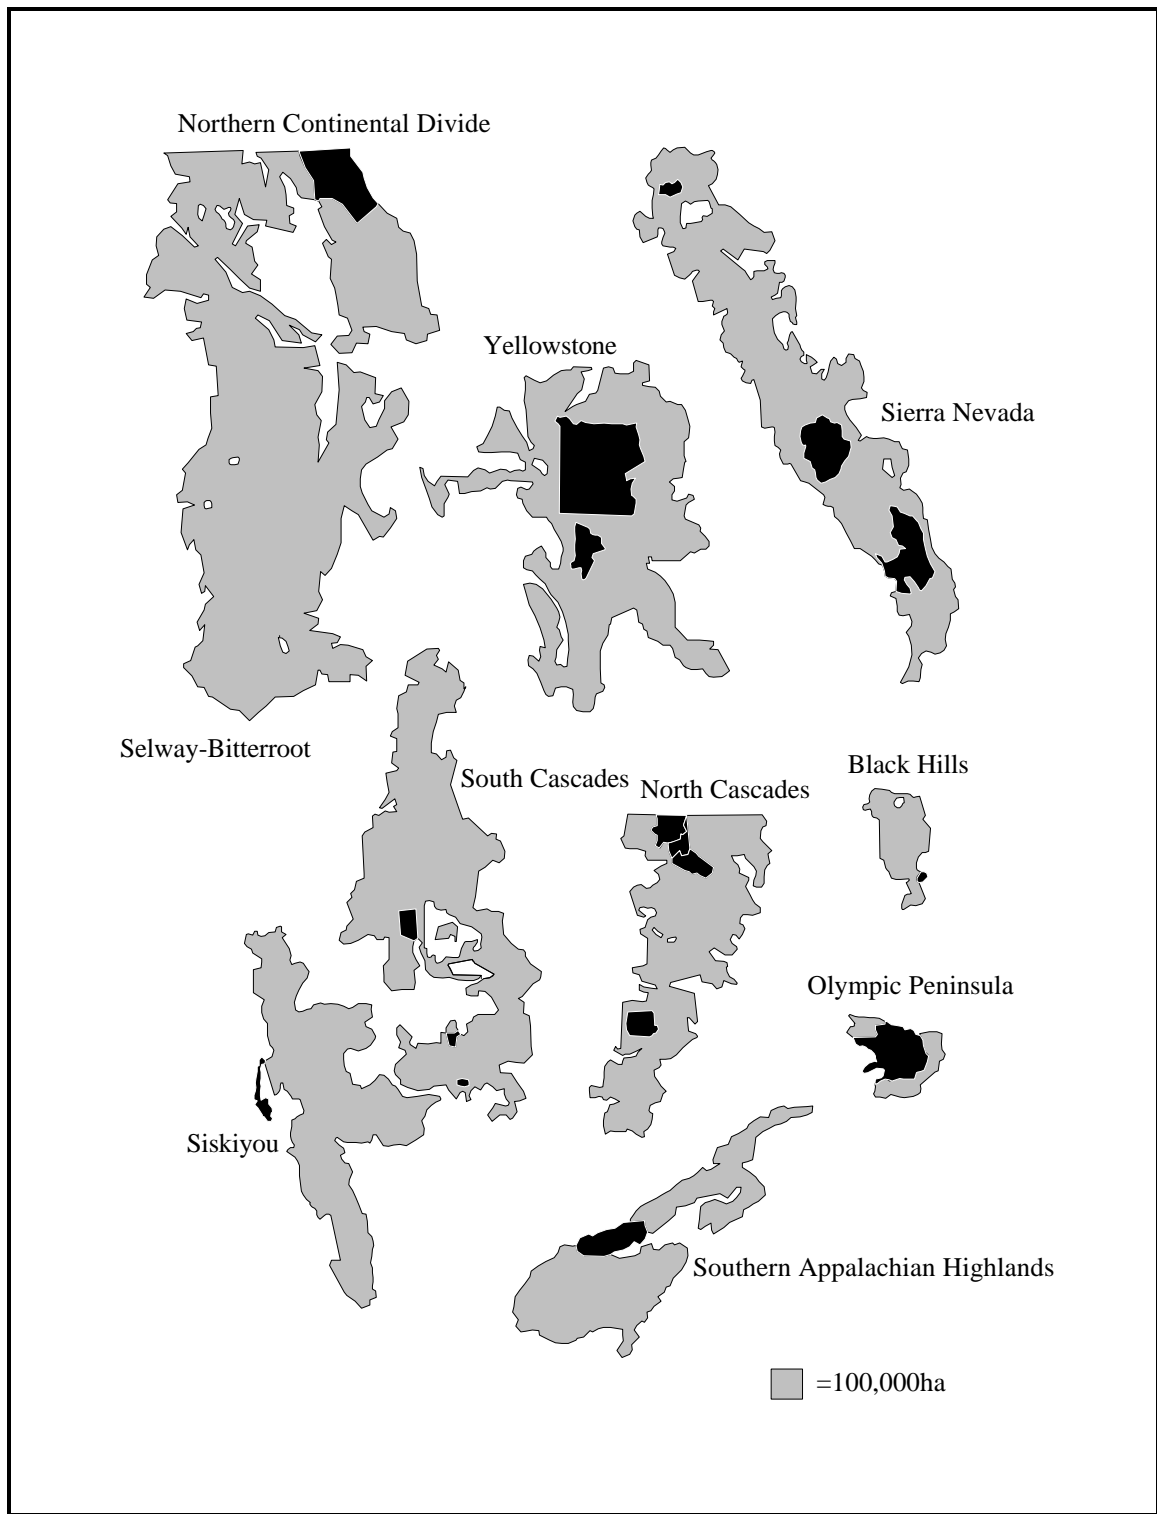 Northern Continental Divide
Yellowstone
Sierra Nevada
Selway-Bitterroot
South Cascades
North Cascades
Black Hills
Olympic Peninsula
Siskiyou
Southern Appalachian Highlands
=100,000ha